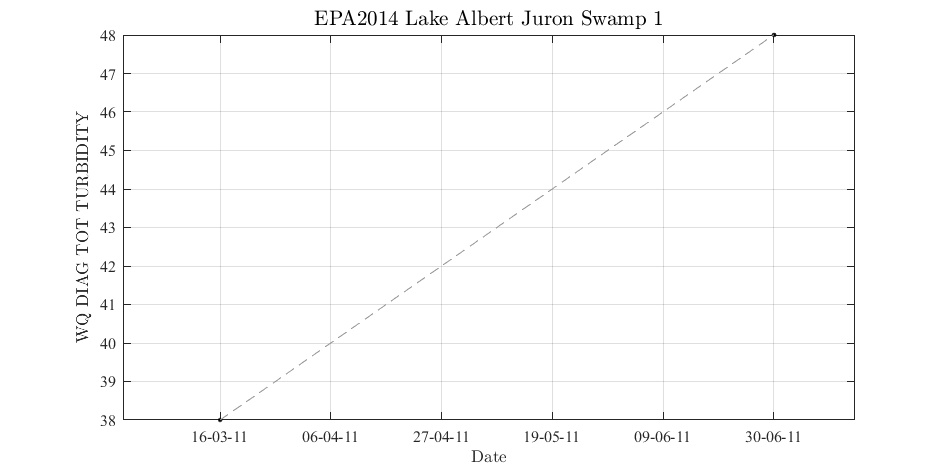 EPA2014 Lake Albert Juron Swamp 1
48
47
46
45
44
43
42
41
40
39
38
WQ DIAG TOT TURBIDITY
16-03-11 06-04-11 27-04-11 19-05-11 09-06-11 30-06-11
Date